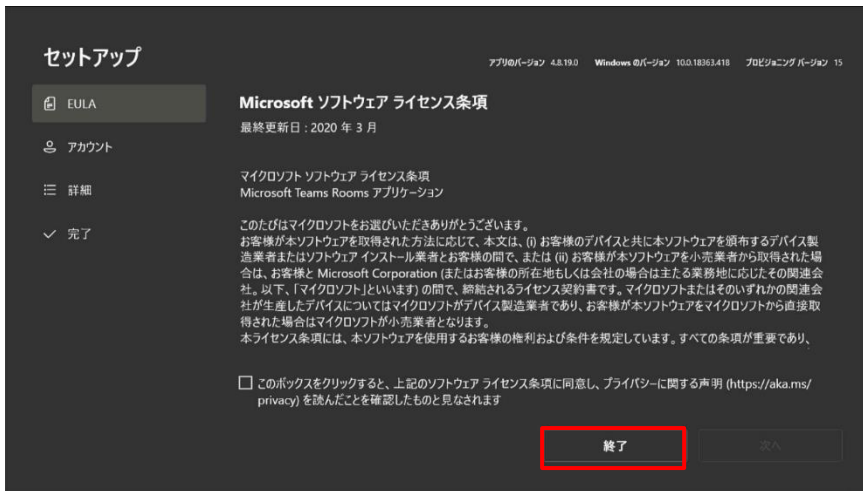 セットアップ
アプリのバージョン 4.8.19.0 Windows のバージョン 10.0.18363.418 プロビジョニング バージョン 15
EULA
アカウント
詳細
完了
Microsoft ソフトウェア ライセンス条項
最終更新日 : 2020 年 3 月
マイクロソフト ソフトウェア ライセンス条項
Microsoft Teams Rooms アプリケーション
このたびはマイクロソフトをお選びいただきありがとうございます。
お客様が本ソフトウェアを取得された方法に応じて、本文は、(i) お客様のデバイスと共に本ソフトウェアを頒布するデバイス製
造業者またはソフトウェア インストール業者とお客様の間で、または (ii) お客様が本ソフトウェアを小売業者から取得された場
合は、お客様と Microsoft Corporation (またはお客様の所在地もしくは会社の場合は主たる業務地に応じたその関連会
社。以下、「マイクロソフト」といいます) の間で、締結されるライセンス契約書です。マイクロソフトまたはそのいずれかの関連会
社が生産したデバイスについてはマイクロソフトがデバイス製造業者であり、お客様が本ソフトウェアをマイクロソフトから直接取
得された場合はマイクロソフトが小売業者となります。
本ライセンス条項には、本ソフトウェアを使用するお客様の権利および条件を規定しています。すべての条項が重要であり、
このボックスをクリックすると、上記のソフトウェア ライセンス条項に同意し、プライバシーに関する声明 (https://aka.ms/
privacy) を読んだことを確認したものと見なされます
終了
次へ